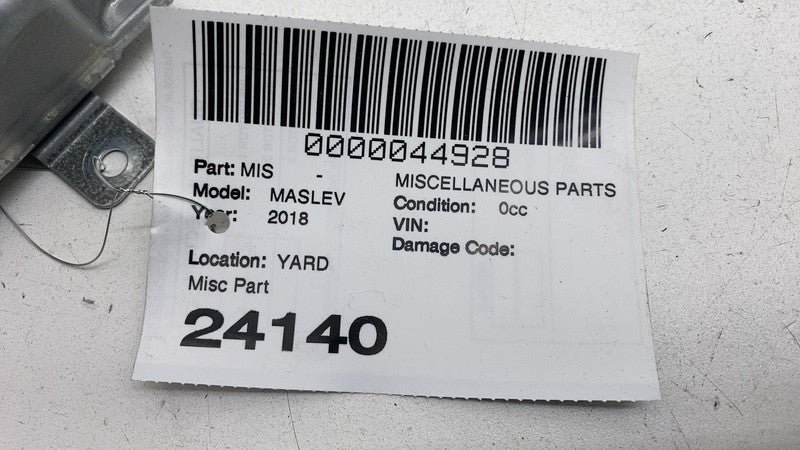 0000044928
Part: MIS - MISCELLANEOUS PARTS
Model: MASLEV Condition: 0cc
Year: 2018 VIN:
Damage Code:
Location: YARD
Misc Part
24140